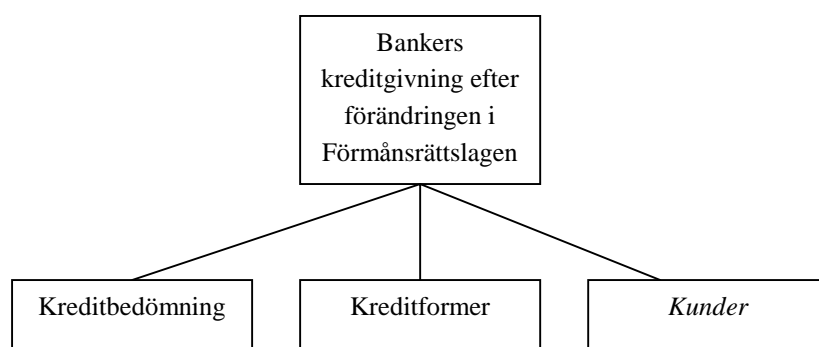 Bankers
kreditgivning efter
förändringen i
Förmånsrättslagen
Kreditbedömning
Kreditformer
Kunder